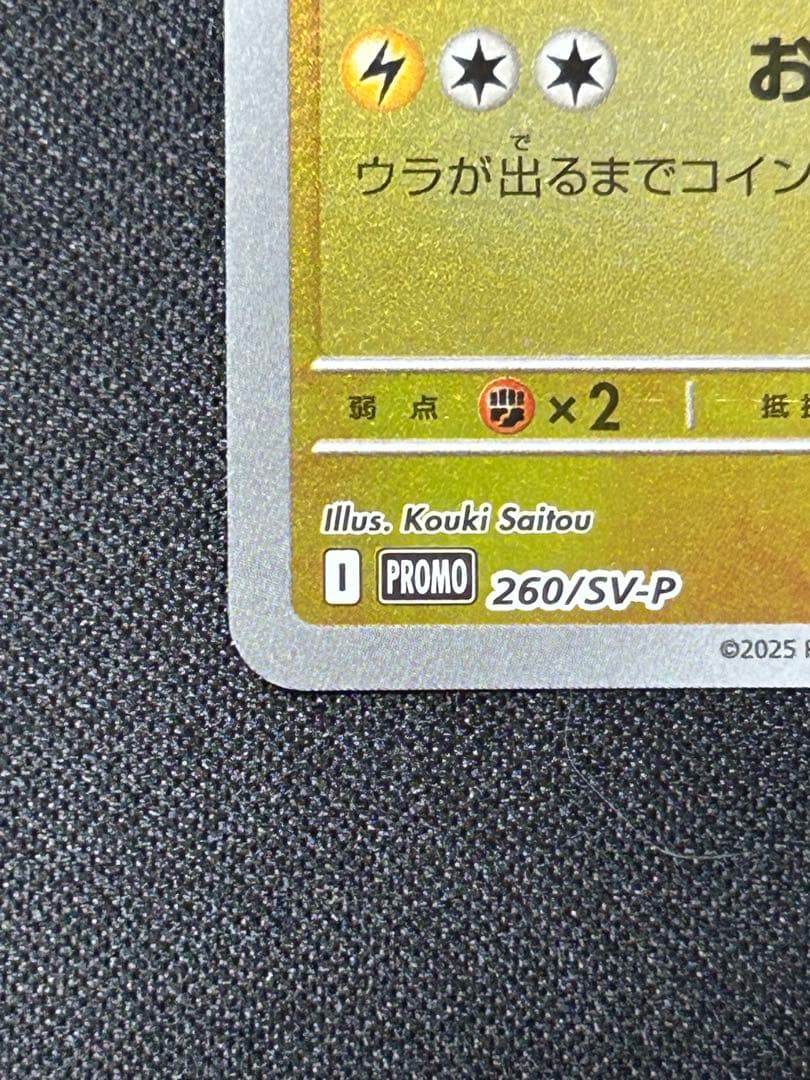 お
で
ウラが出るまでコイン
弱点 ×2 抵
Illus. Kouki Saitou
I PROMO 260/SV-P
©2025